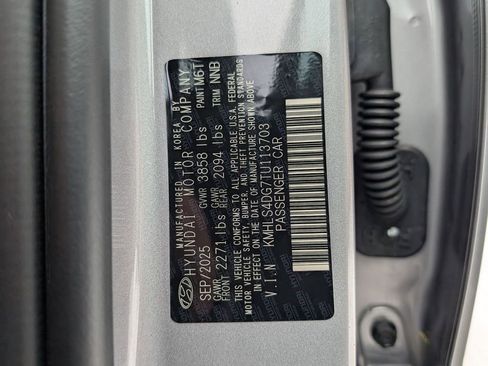 MANUFACTURED IN KOREA BY
HYUNDAI MOTOR COMPANY
SEP/2025 GVWR 3858 lbs PAINT M6T
GAWR FRONT 2271 lbs GAWR REAR 2094 lbs TRIM NNB
THIS VEHICLE CONFORMS TO ALL APPLICABLE U.S.A. FEDERAL
MOTOR VEHICLE SAFETY, BUMPER, AND THEFT PREVENTION STANDARDS
IN EFFECT ON THE DATE OF MANUFACTURE SHOWN ABOVE
V.I.N KMHLS4DG7TU113703
PASSENGER CAR